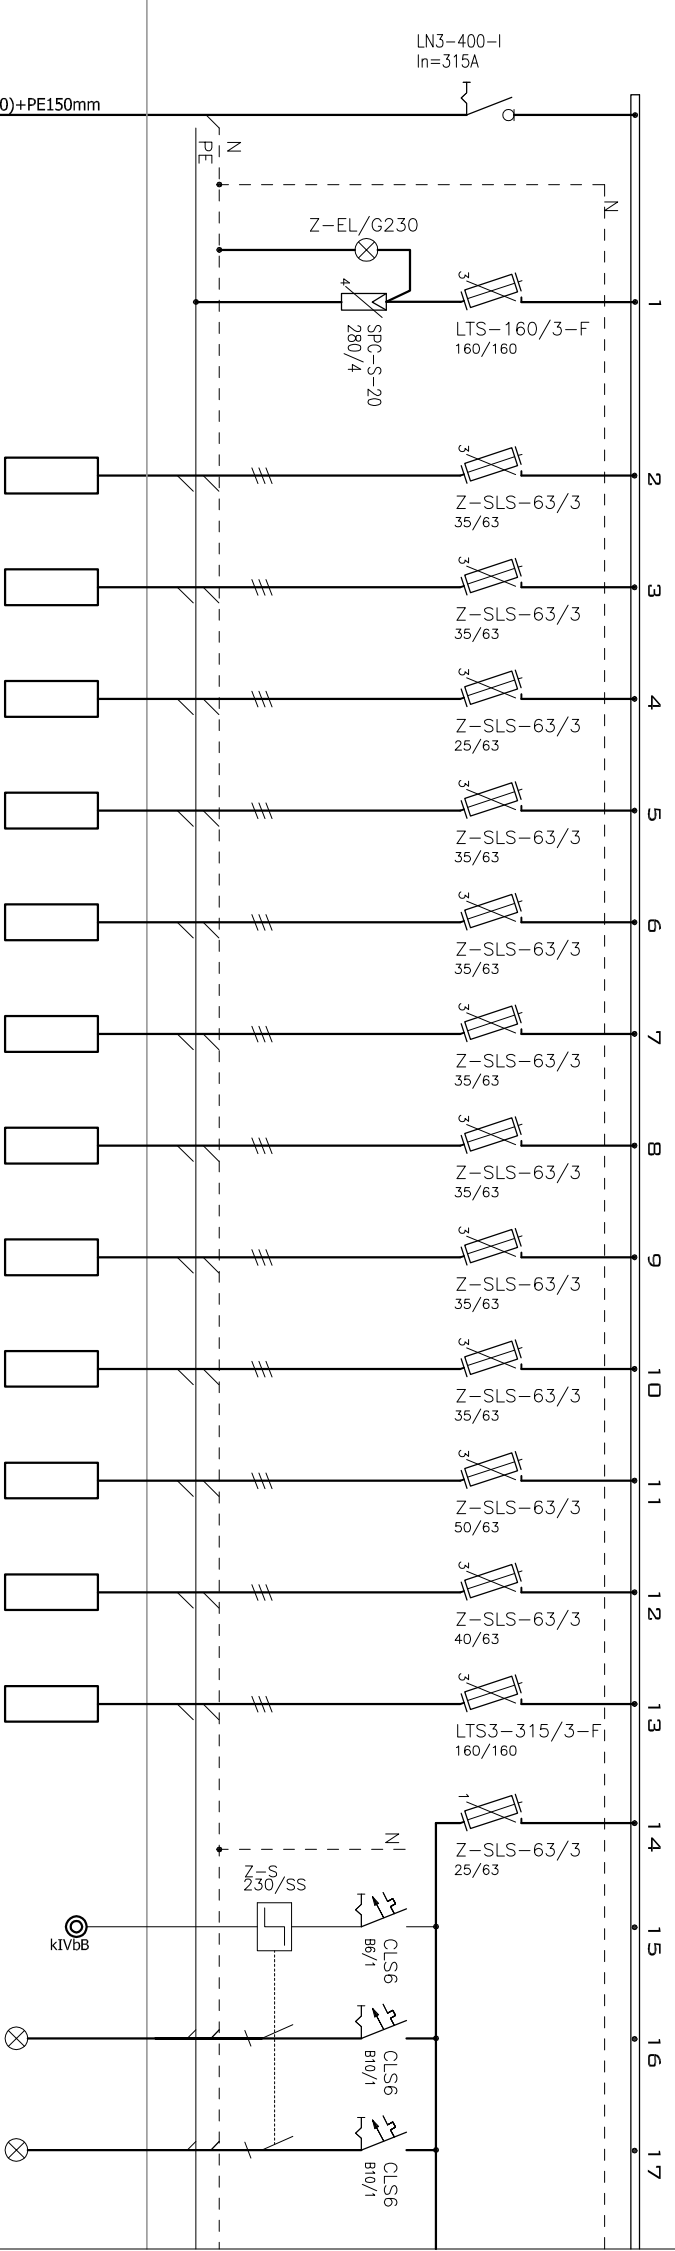 LN3-400-I
In=315A
0)+PE150mm
N
PE
N
Z-EL/G230
4
SPC-S-20
280/4
3
LTS-160/3-F
160/160
1
3
Z-SLS-63/3
35/63
2
3
Z-SLS-63/3
35/63
3
3
Z-SLS-63/3
25/63
4
3
Z-SLS-63/3
35/63
5
3
Z-SLS-63/3
35/63
6
3
Z-SLS-63/3
35/63
7
3
Z-SLS-63/3
35/63
8
3
Z-SLS-63/3
35/63
9
3
Z-SLS-63/3
35/63
10
3
Z-SLS-63/3
50/63
11
3
Z-SLS-63/3
40/63
12
3
LTS3-315/3-F
160/160
13
1
Z-SLS-63/3
25/63
14
N
Z-S
230/SS
kIVbB
CLS6
B6/1
15
CLS6
B10/1
16
CLS6
B10/1
17